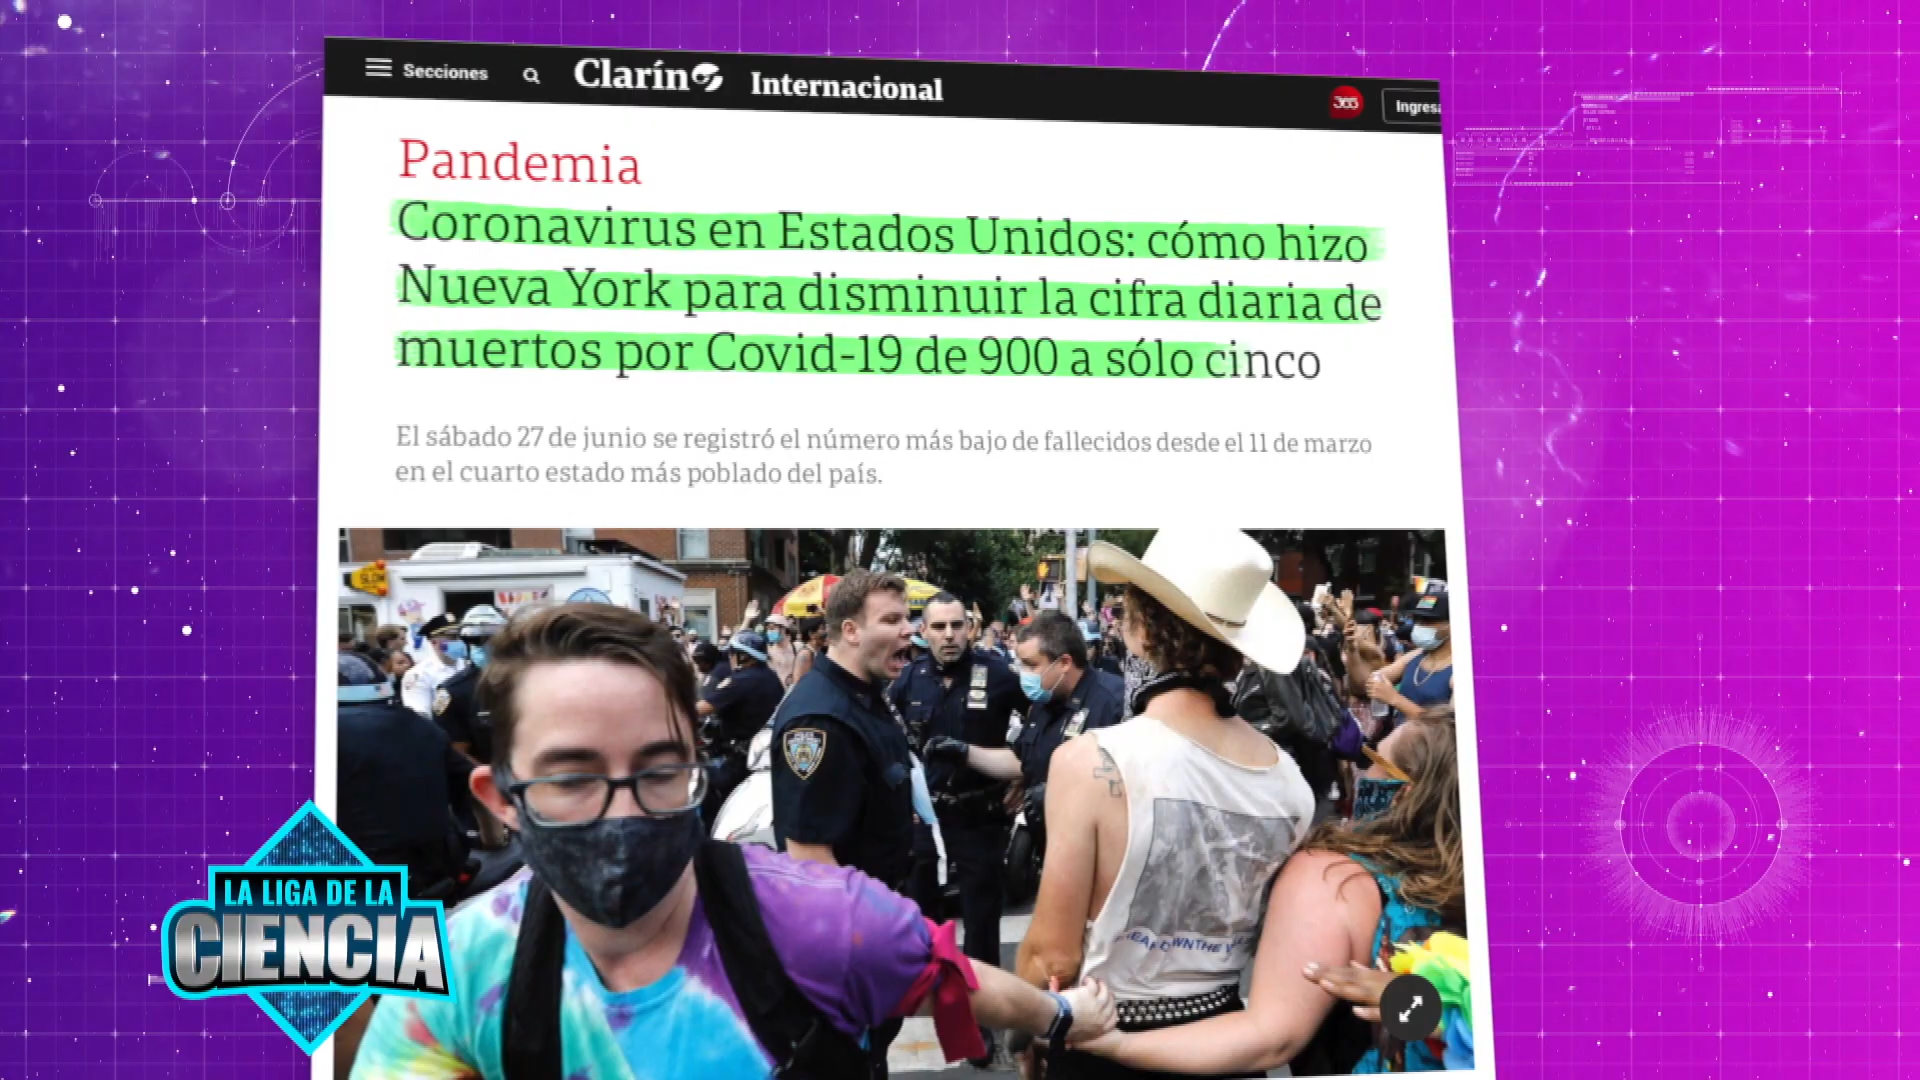 Secciones
Clarín
Internacional
365
Pandemia
Coronavirus en Estados Unidos: cómo hizo
Nueva York para disminuir la cifra diaria de
muertos por Covid-19 de 900 a sólo cinco
El sábado 27 de junio se registró el número más bajo de fallecidos desde el 11 de marzo
en el cuarto estado más poblado del país.
SLOW
LA LIGA DE LA
CIENCIA